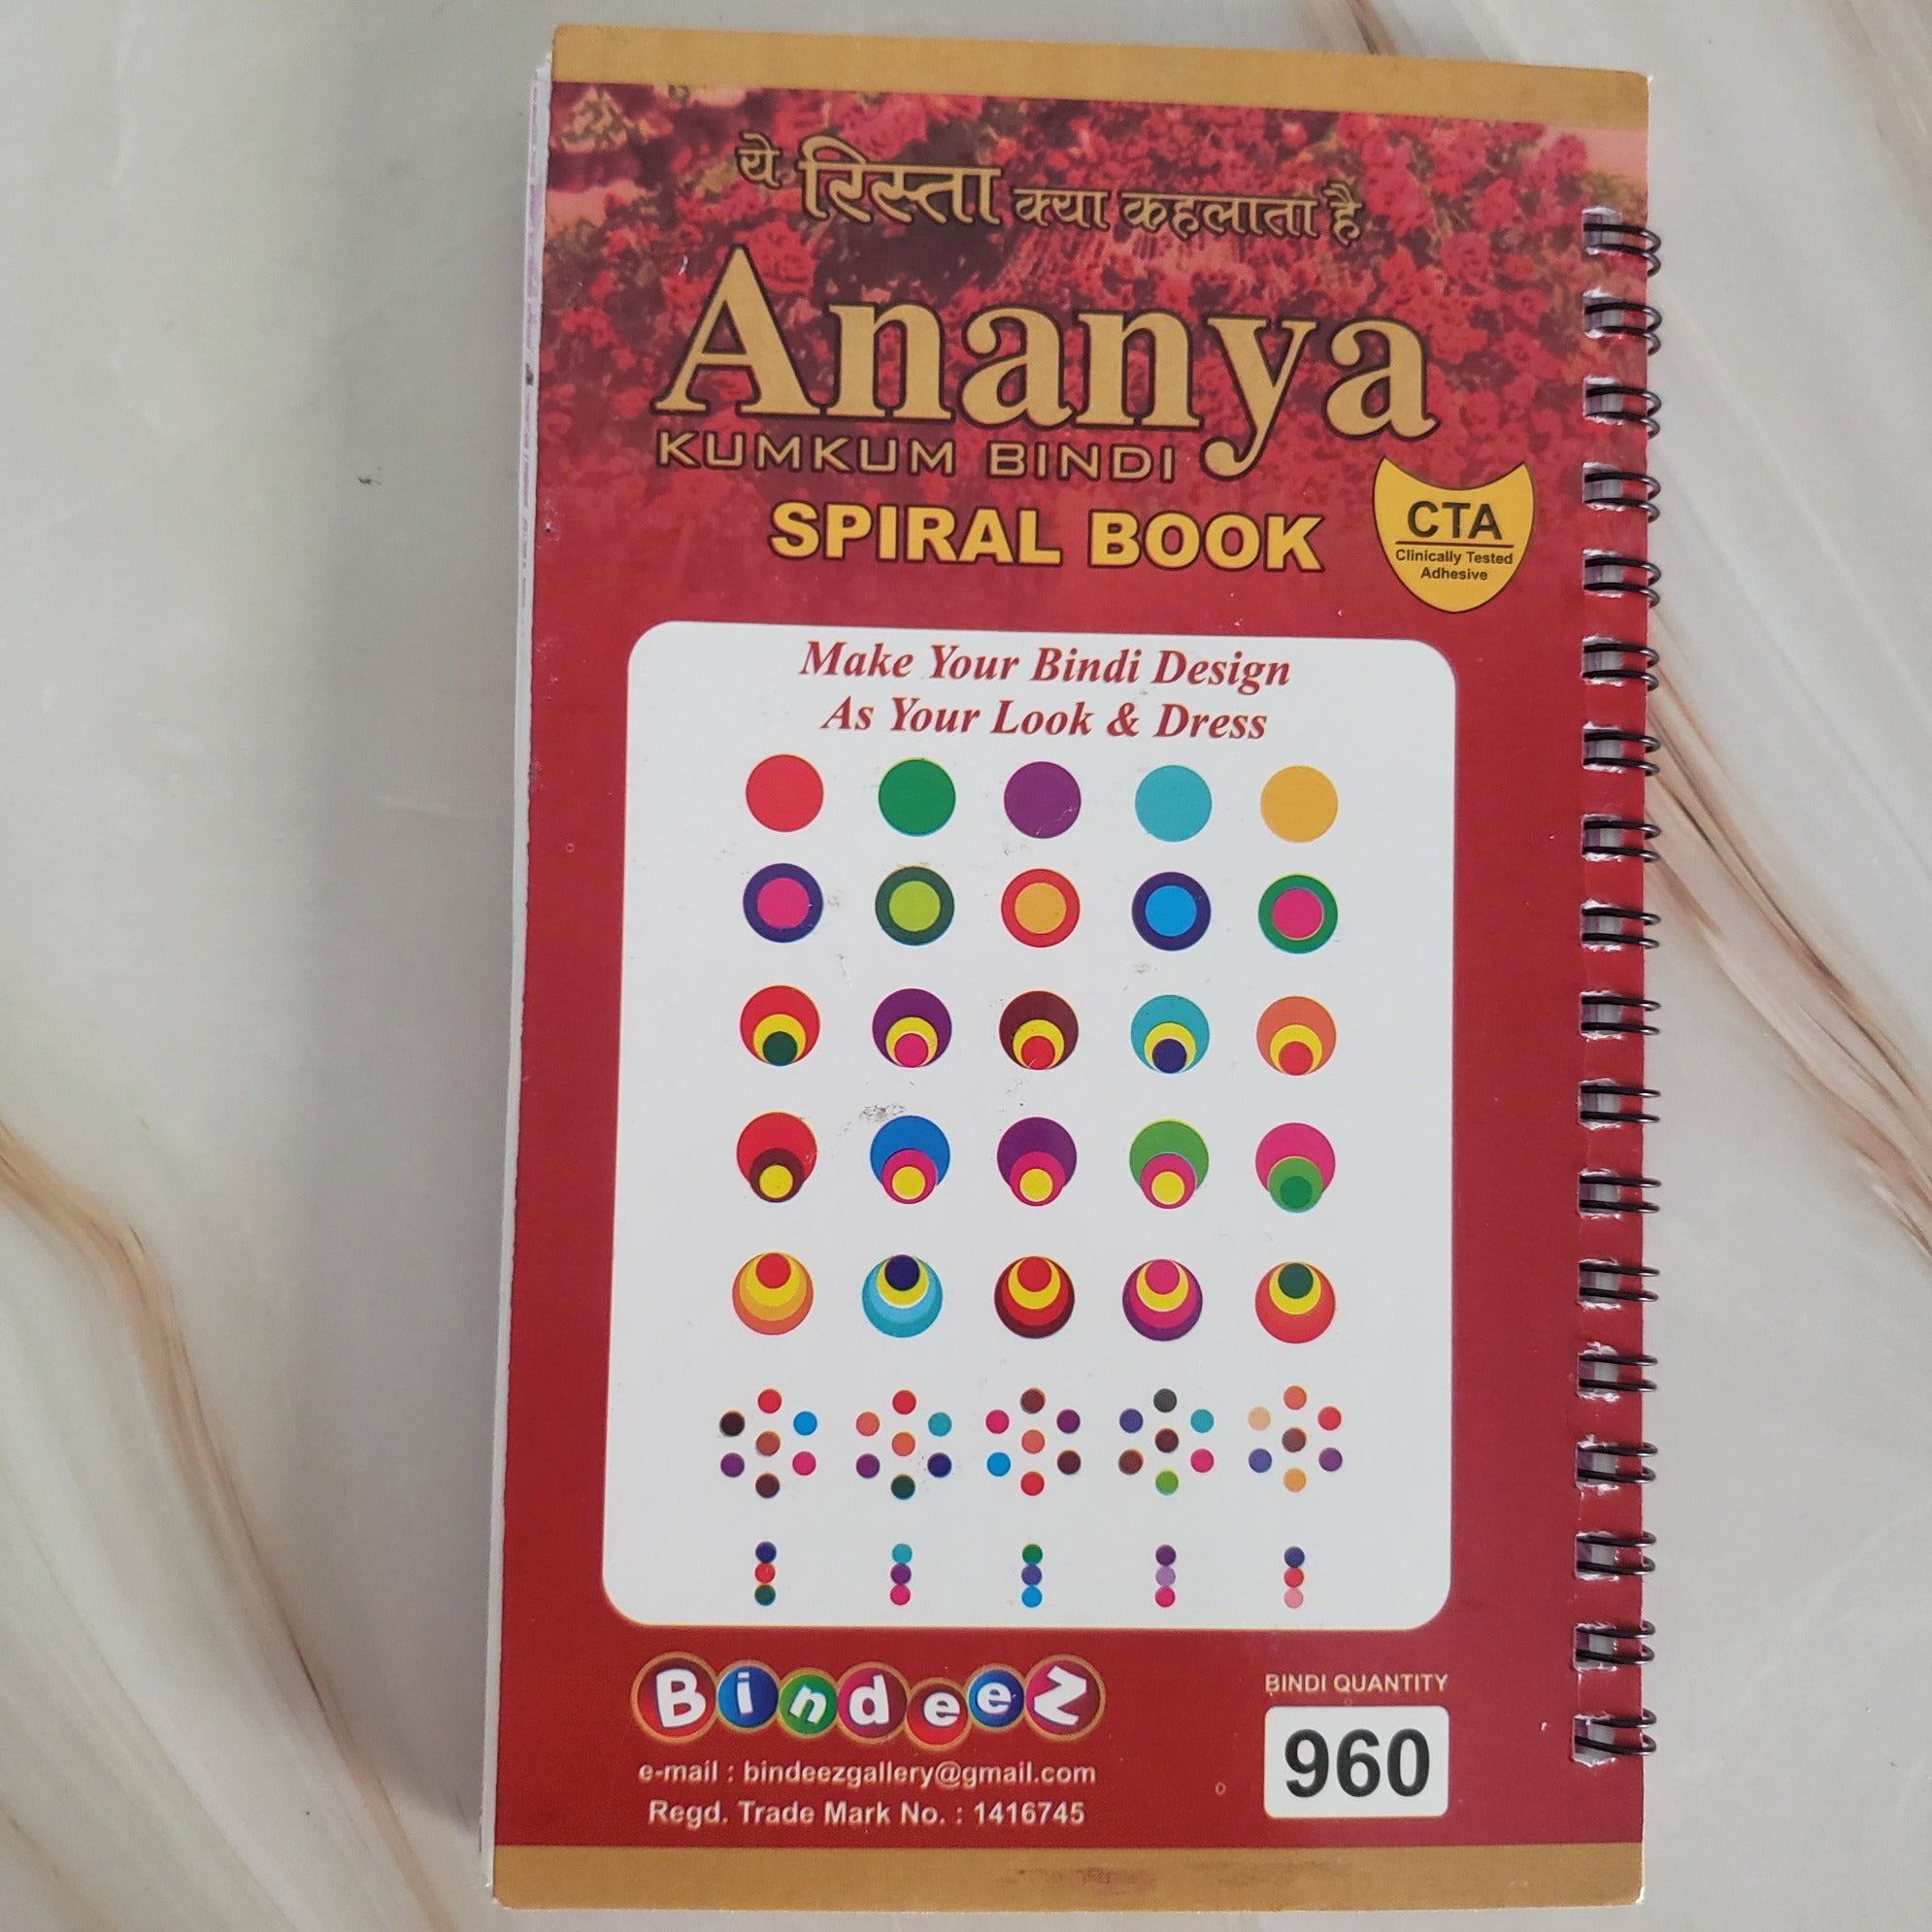 ये रिस्ता क्या कहलाता है
Ananya
KUMKUM BINDI
SPIRAL BOOK
CTA
Clinically Tested
Adhesive
Make Your Bindi Design
As Your Look & Dress
BindeeZ
e-mail : bindeezgallery@gmail.com
Regd. Trade Mark No. : 1416745
BINDI QUANTITY
960